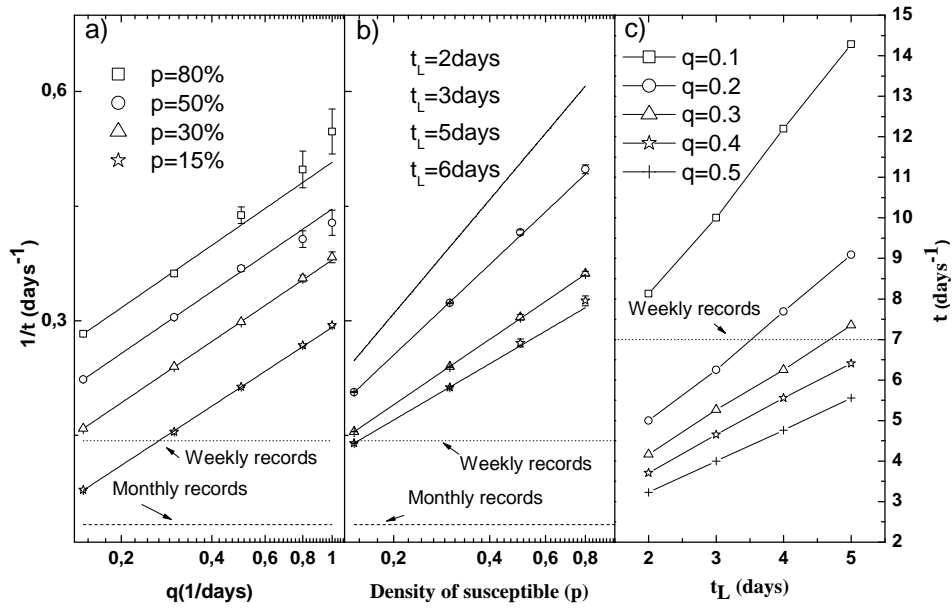 a)
p=80%
p=50%
p=30%
p=15%
Weekly records
Monthly records
0,6
0,3
1/t (days⁻¹)
0,2 0,4 0,6 0,8 1
q(1/days)
b)
t_L=2days
t_L=3days
t_L=5days
t_L=6days
Weekly records
Monthly records
0,2 0,4 0,6 0,8
Density of susceptible (p)
c)
q=0.1
q=0.2
q=0.3
q=0.4
q=0.5
Weekly records
2 3 4 5
t_L (days)
15
14
13
12
11
10
9
8
7
6
5
4
3
2
t (days⁻¹)